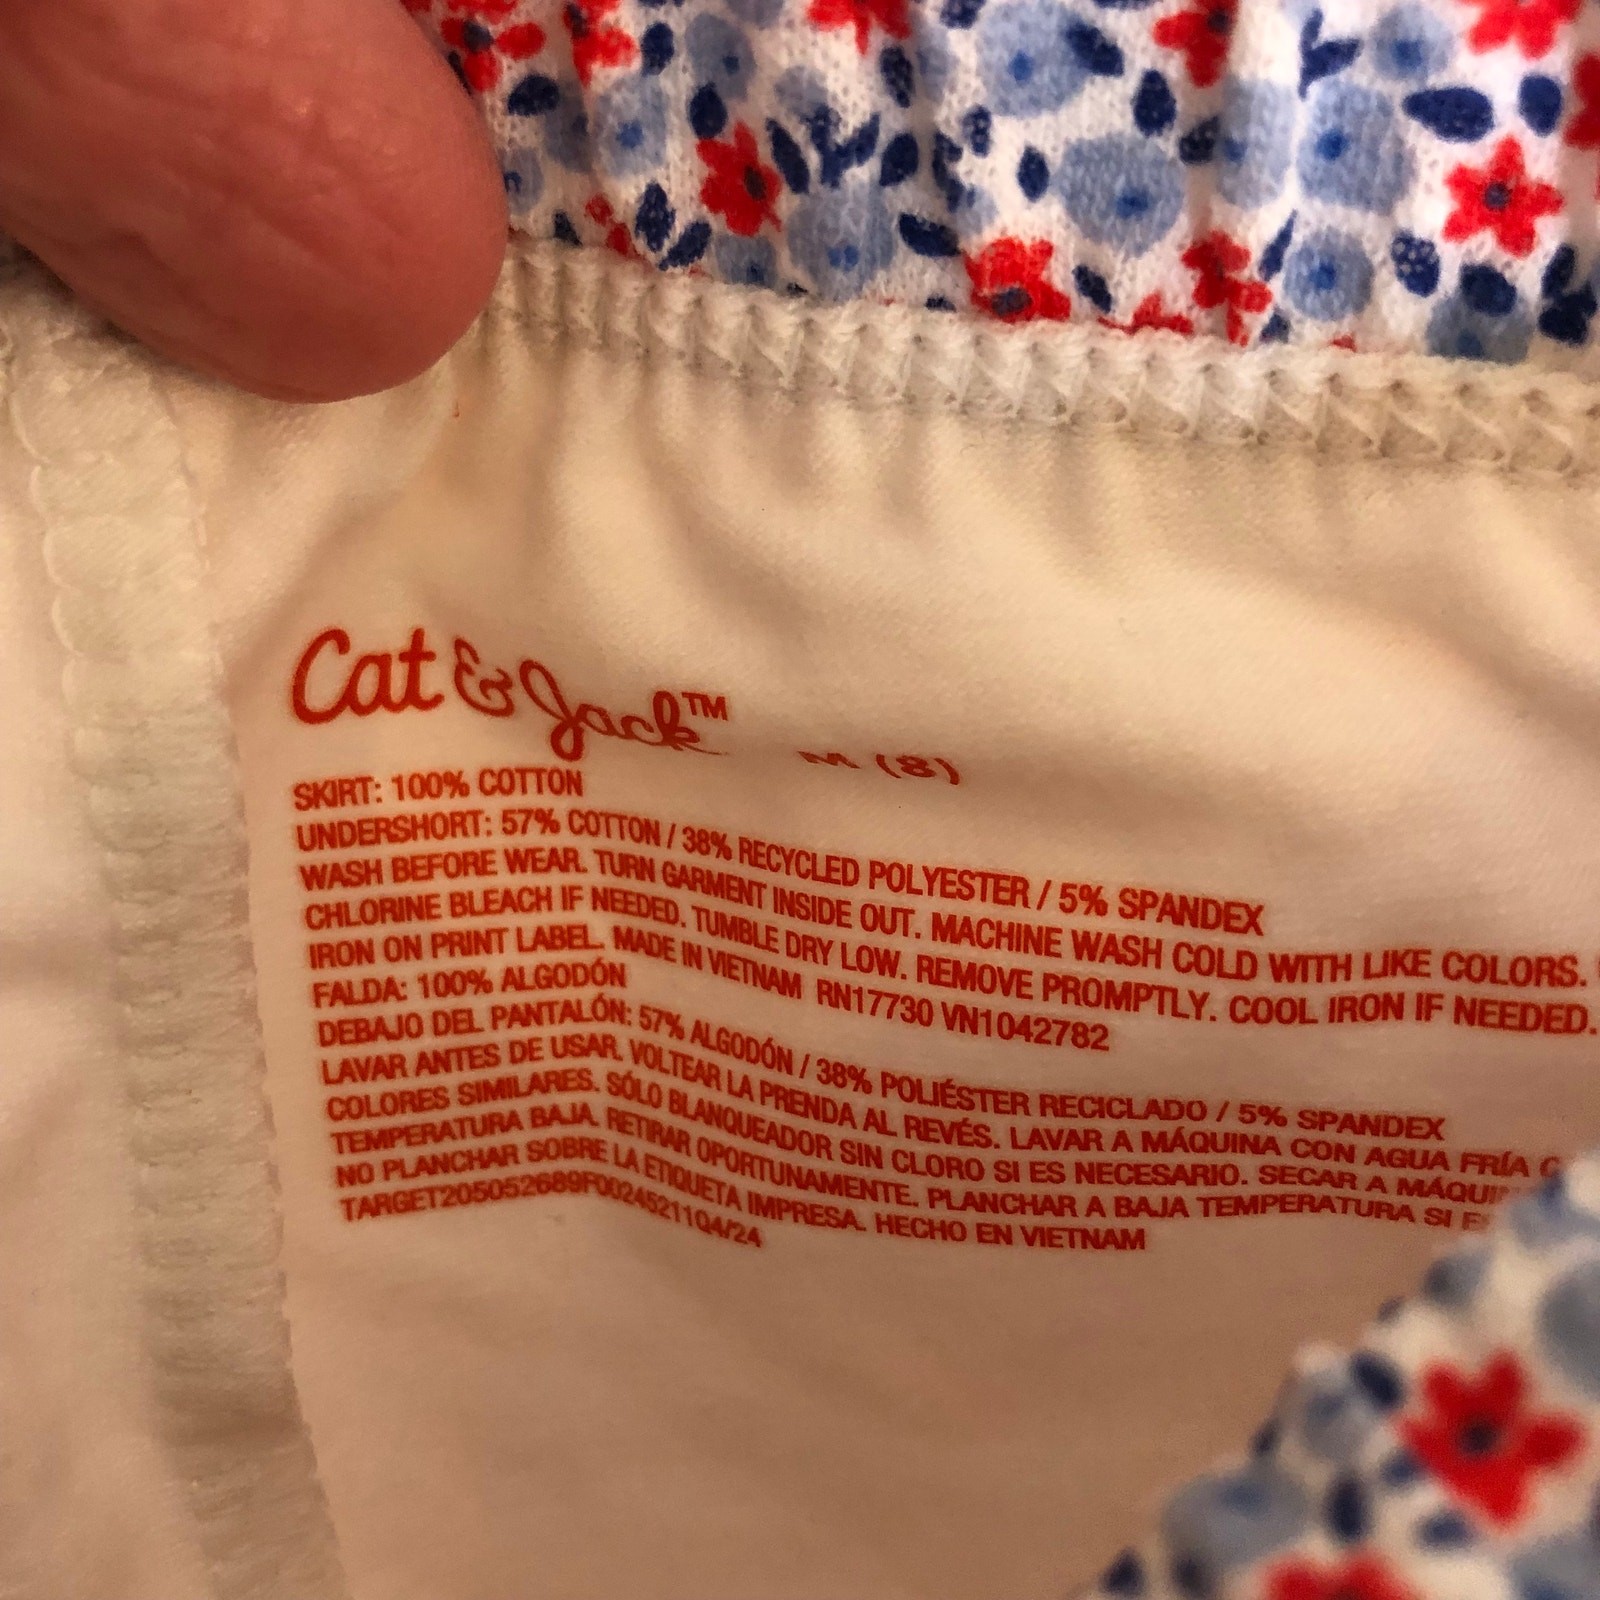 Cat & Jack™ M (8)
SKIRT: 100% COTTON
UNDERSHORT: 57% COTTON / 38% RECYCLED POLYESTER / 5% SPANDEX
WASH BEFORE WEAR. TURN GARMENT INSIDE OUT. MACHINE WASH COLD WITH LIKE COLORS.
CHLORINE BLEACH IF NEEDED. TUMBLE DRY LOW. REMOVE PROMPTLY. COOL IRON IF NEEDED.
IRON ON PRINT LABEL. MADE IN VIETNAM RN17730 VN1042782
FALDA: 100% ALGODÓN
DEBAJO DEL PANTALÓN: 57% ALGODÓN / 38% POLIÉSTER RECICLADO / 5% SPANDEX
LAVAR ANTES DE USAR. VOLTEAR LA PRENDA AL REVÉS. LAVAR A MÁQUINA CON AGUA FRÍA
COLORES SIMILARES. SÓLO BLANQUEADOR SIN CLORO SI ES NECESARIO. SECAR A
TEMPERATURA BAJA. RETIRAR OPORTUNAMENTE. PLANCHAR A BAJA TEMPERATURA SI
NO PLANCHAR SOBRE LA ETIQUETA IMPRESA. HECHO EN VIETNAM
TARGET205052689F0024521104/24